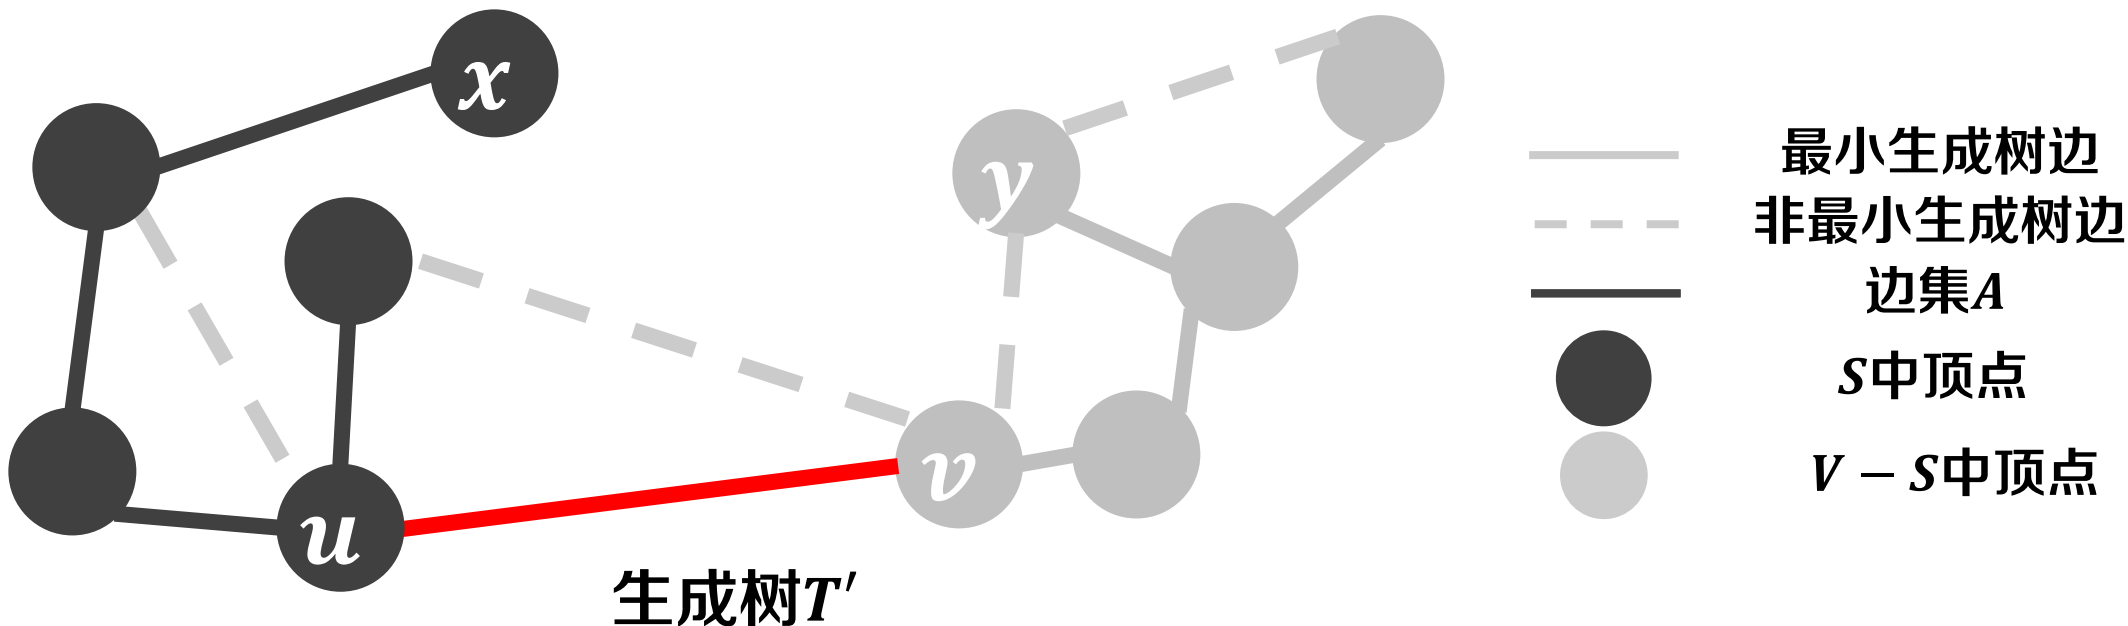 x
y
v
u
生成树T′
最小生成树边
非最小生成树边
边集A
S中顶点
V − S中顶点